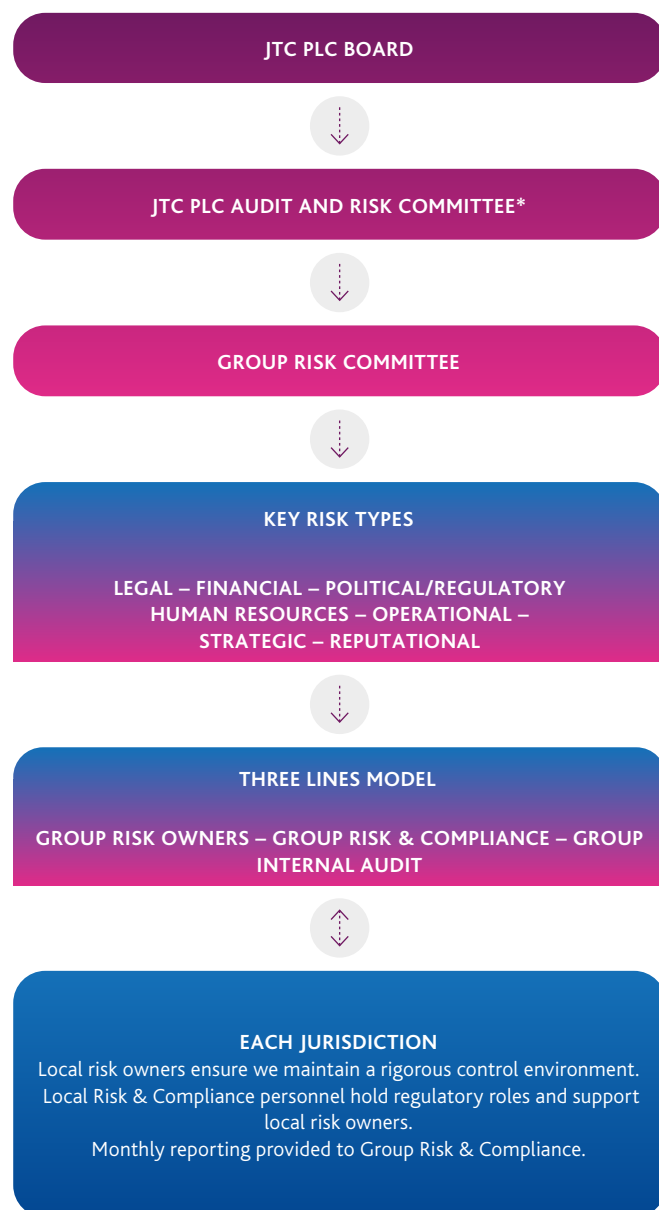 JTC PLC BOARD
JTC PLC AUDIT AND RISK COMMITTEE*
GROUP RISK COMMITTEE
KEY RISK TYPES
LEGAL – FINANCIAL – POLITICAL/REGULATORY
HUMAN RESOURCES – OPERATIONAL –
STRATEGIC – REPUTATIONAL
THREE LINES MODEL
GROUP RISK OWNERS – GROUP RISK & COMPLIANCE – GROUP
INTERNAL AUDIT
EACH JURISDICTION
Local risk owners ensure we maintain a rigorous control environment.
Local Risk & Compliance personnel hold regulatory roles and support
local risk owners.
Monthly reporting provided to Group Risk & Compliance.